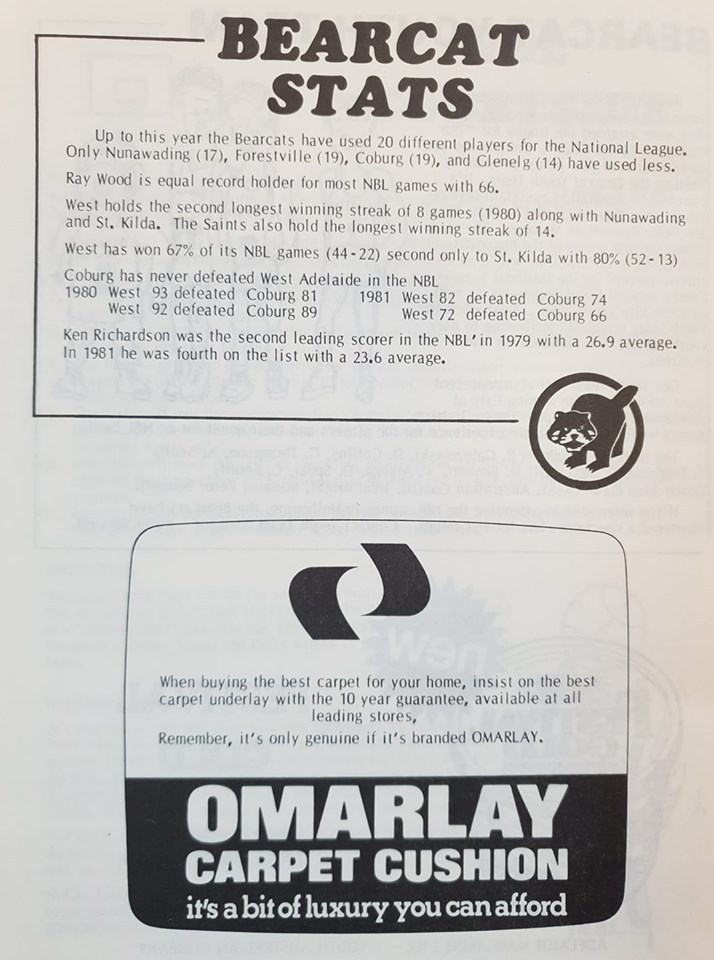 BEARCAT
STATS
Up to this year the Bearcats have used 20 different players for the National League.
Only Nunawading (17), Forestville (19), Coburg (19), and Glenelg (14) have used less.
Ray Wood is equal record holder for most NBL games with 66.
West holds the second longest winning streak of 8 games (1980) along with Nunawading
and St. Kilda. The Saints also hold the longest winning streak of 14.
West has won 67% of its NBL games (44-22) second only to St. Kilda with 80% (52-13)
Coburg has never defeated West Adelaide in the NBL
1980 West 93 defeated Coburg 81 1981 West 82 defeated Coburg 74
West 92 defeated Coburg 89 West 72 defeated Coburg 66
Ken Richardson was the second leading scorer in the NBL' in 1979 with a 26.9 average.
In 1981 he was fourth on the list with a 23.6 average.
When buying the best carpet for your home, insist on the best
carpet underlay with the 10 year guarantee, available at all
leading stores,
Remember, it's only genuine if it's branded OMARLAY.
OMARLAY
CARPET CUSHION
it's a bit of luxury you can afford